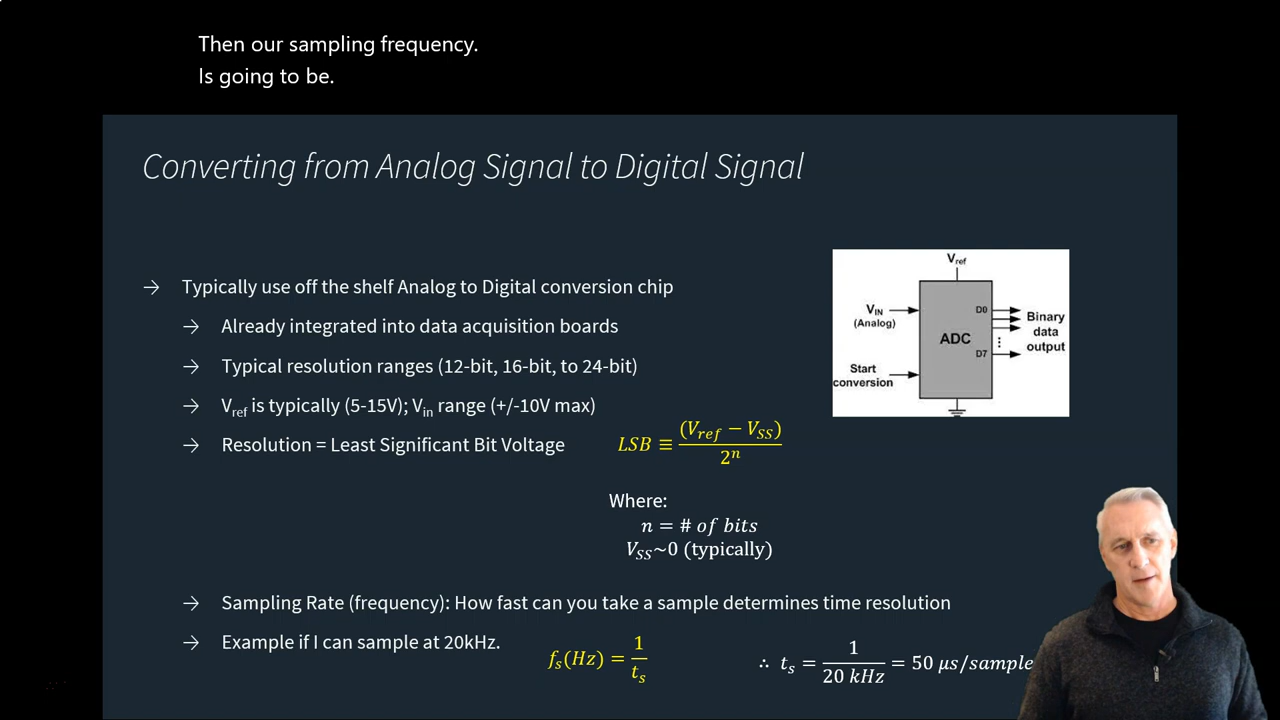 Then our sampling frequency.
Is going to be.
Converting from Analog Signal to Digital Signal
→ Typically use off the shelf Analog to Digital conversion chip
→ Already integrated into data acquisition boards
→ Typical resolution ranges (12-bit, 16-bit, to 24-bit)
→ V_ref is typically (5-15V); V_in range (+/-10V max)
→ Resolution = Least Significant Bit Voltage
LSB ≡ (V_ref − V_SS) / 2^n
Where:
n = # of bits
V_SS~0 (typically)
→ Sampling Rate (frequency): How fast can you take a sample determines time resolution
→ Example if I can sample at 20kHz.
f_s(Hz) = 1 / t_s
∴ t_s = 1 / 20 kHz = 50 μs/sample
V_ref
V_IN
(Analog)
Start
conversion
ADC
D0
⋮
D7
Binary
data
output